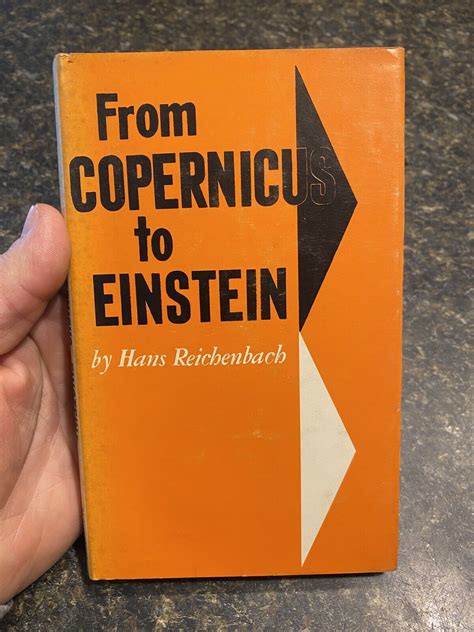 From
COPERNICUS
to
EINSTEIN
by Hans Reichenbach